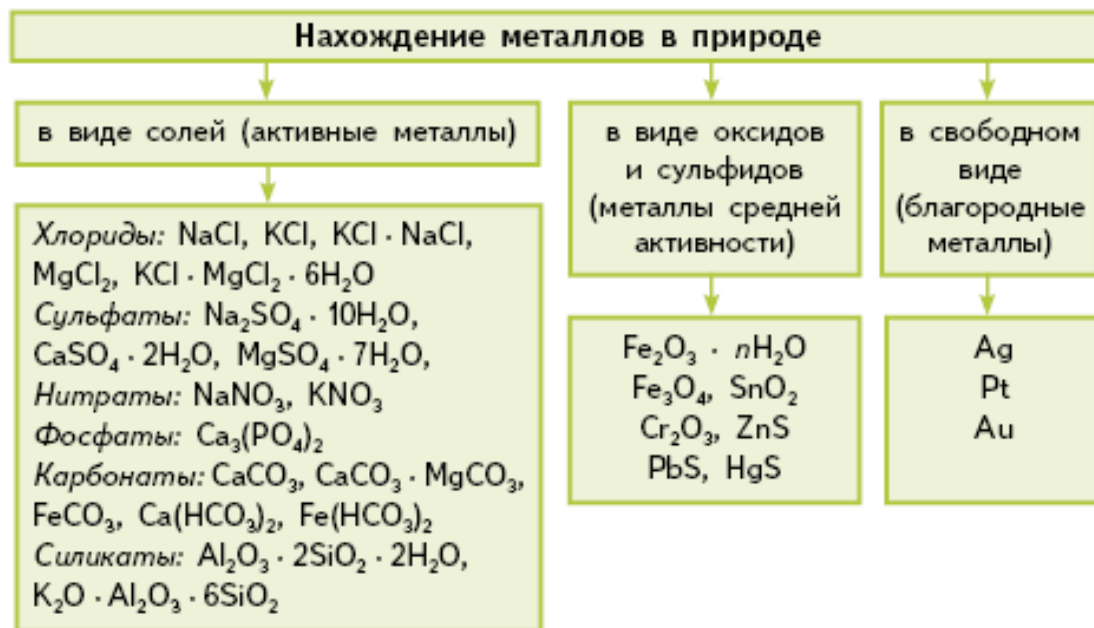 Нахождение металлов в природе
в виде солей (активные металлы)
Хлориды: NaCl, KCl, KCl · NaCl,
MgCl₂, KCl · MgCl₂ · 6H₂O
Сульфаты: Na₂SO₄ · 10H₂O,
CaSO₄ · 2H₂O, MgSO₄ · 7H₂O,
Нитраты: NaNO₃, KNO₃
Фосфаты: Ca₃(PO₄)₂
Карбонаты: CaCO₃, CaCO₃ · MgCO₃,
FeCO₃, Ca(HCO₃)₂, Fe(HCO₃)₂
Силикаты: Al₂O₃ · 2SiO₂ · 2H₂O,
K₂O · Al₂O₃ · 6SiO₂
в виде оксидов
и сульфидов
(металлы средней
активности)
Fe₂O₃ · nH₂O
Fe₃O₄, SnO₂
Cr₂O₃, ZnS
PbS, HgS
в свободном
виде
(благородные
металлы)
Ag
Pt
Au